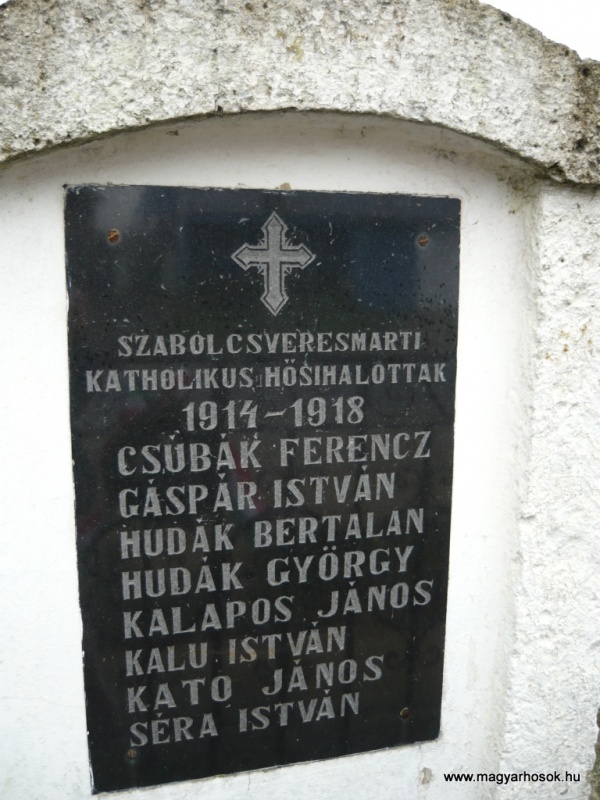 SZABOLCSVERESMARTI
KATHOLIKUS HŐSIHALOTTAK
1914-1918
CSÚBÁK FERENCZ
GÁSPÁR ISTVÁN
HUDÁK BERTALAN
HUDÁK GYÖRGY
KALAPOS JÁNOS
KALU ISTVÁN
KATO JÁNOS
SÉRA ISTVÁN
www.magyarhosok.hu